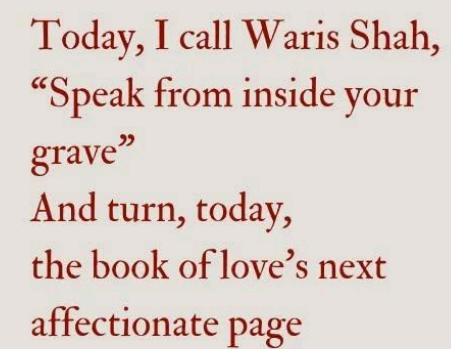 Today, I call Waris Shah,
“Speak from inside your
grave”
And turn, today,
the book of love’s next
affectionate page